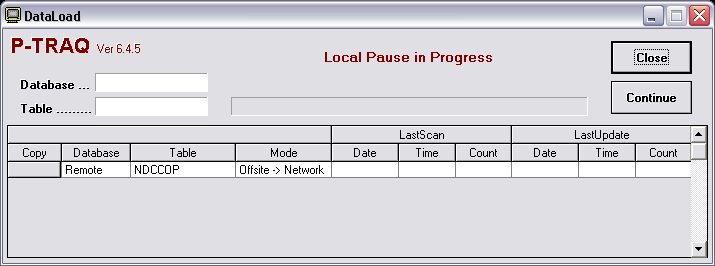 DataLoad
P-TRAQ Ver 6.4.5
Local Pause in Progress
Close
Database ...
Continue
Table .........
LastScan LastUpdate
Copy Database Table Mode Date Time Count Date Time Count
Remote NDCCOP Offsite -> Network